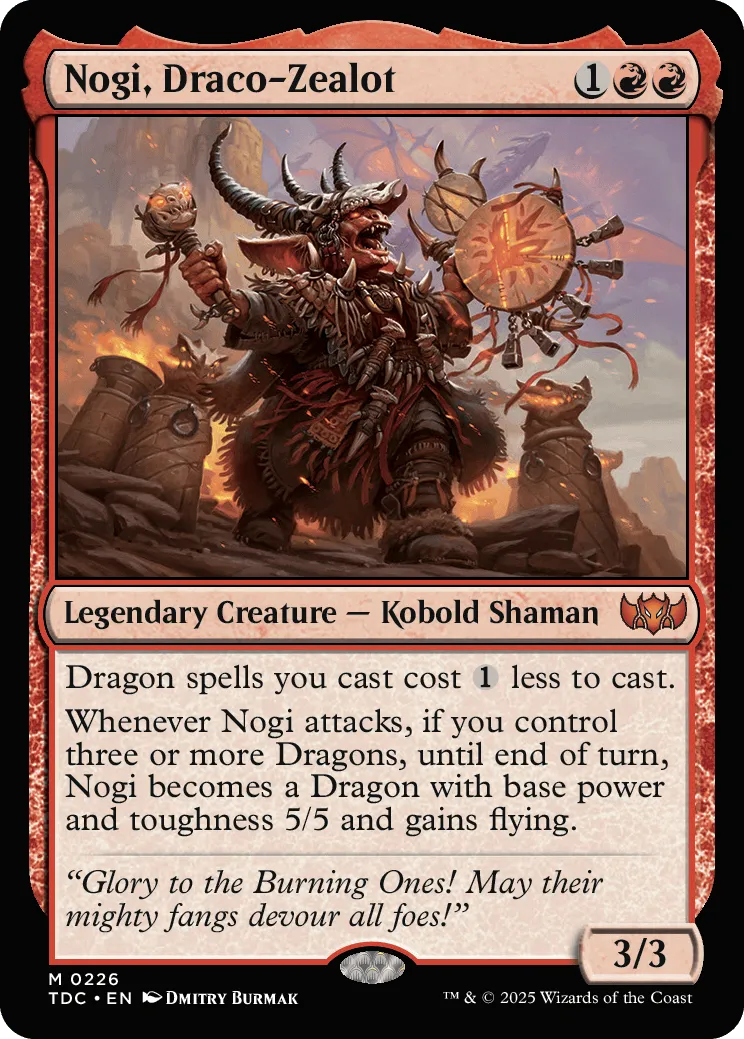 Nogi, Draco-Zealot 1
Legendary Creature — Kobold Shaman
Dragon spells you cast cost 1 less to cast.
Whenever Nogi attacks, if you control
three or more Dragons, until end of turn,
Nogi becomes a Dragon with base power
and toughness 5/5 and gains flying.
“Glory to the Burning Ones! May their
mighty fangs devour all foes!”
3/3
M 0226
TDC • EN Dmitry Burmak
™ & © 2025 Wizards of the Coast